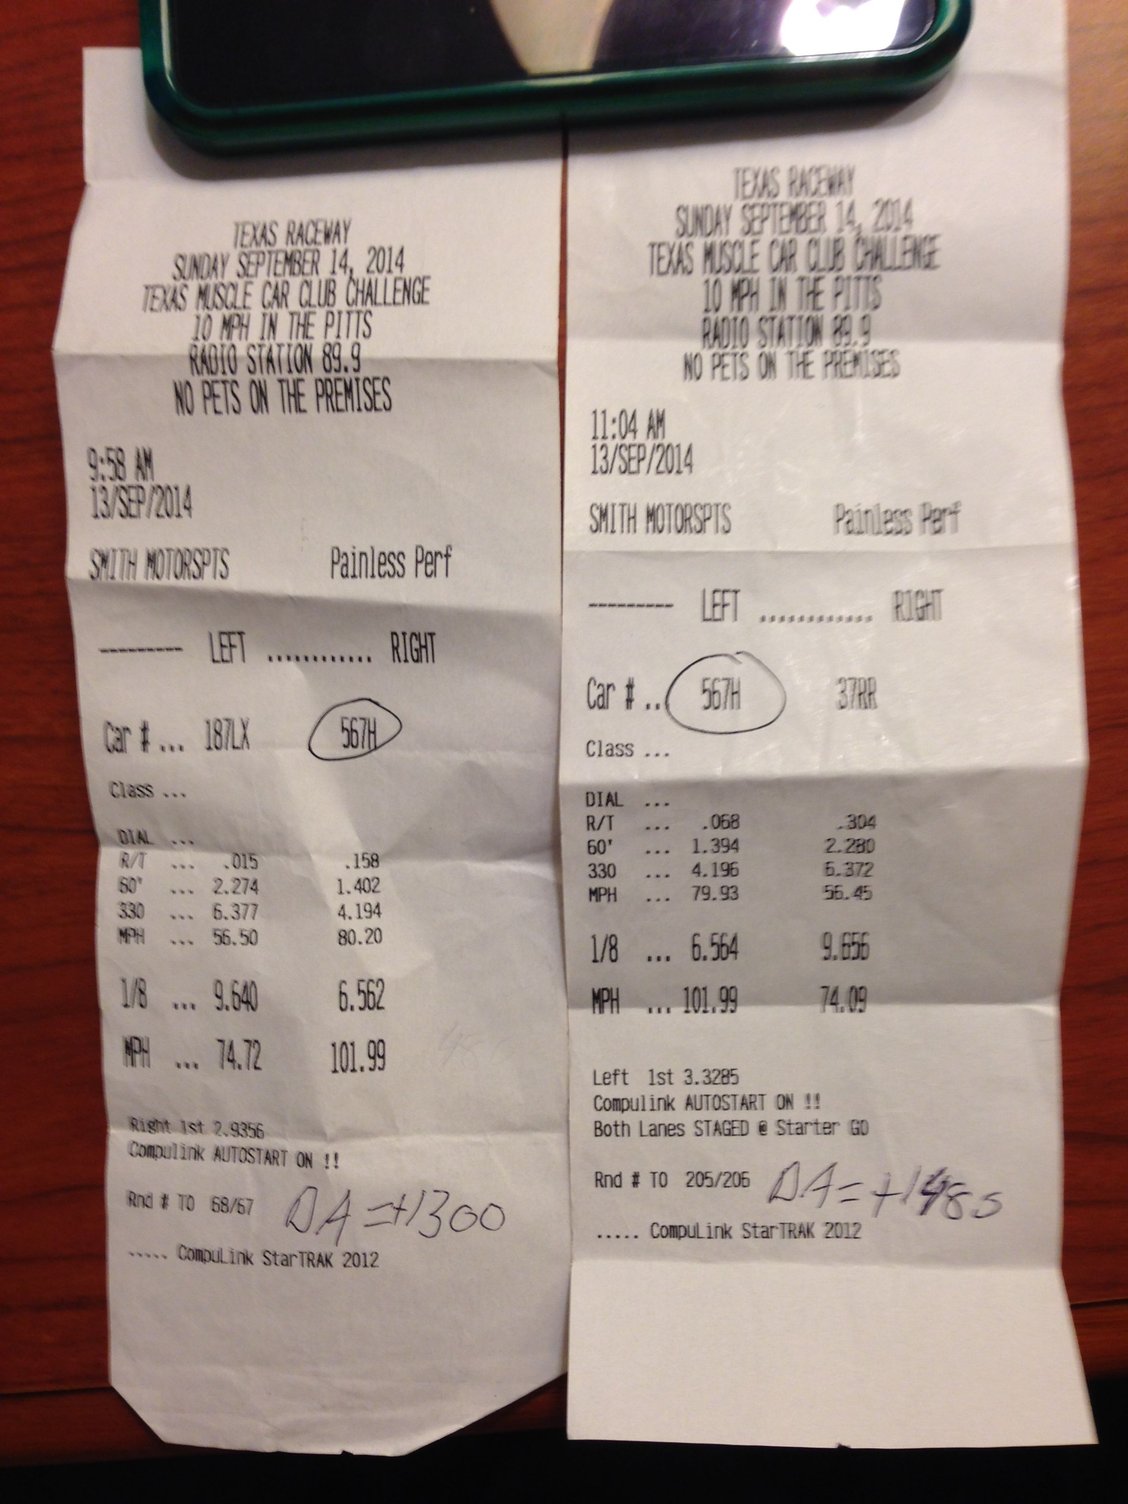 TEXAS RACEWAY
SUNDAY SEPTEMBER 14, 2014
TEXAS MUSCLE CAR CLUB CHALLENGE
10 MPH IN THE PITTS
RADIO STATION 89.9
NO PETS ON THE PREMISES
9:58 AM
13/SEP/2014
SMITH MOTORSPTS Painless Perf
--------- LEFT ............ RIGHT
Car # ... 187LX 567H
Class ...
DIAL ...
R/T ... .015 .158
60' ... 2.274 1.402
330 ... 6.377 4.194
MPH ... 56.50 80.20
1/8 ... 9.640 6.562
MPH ... 74.72 101.99
Right 1st 2.9356
Compulink AUTOSTART ON !!
Rnd # TO 68/67 DA=+1300
..... CompuLink StarTRAK 2012
TEXAS RACEWAY
SUNDAY SEPTEMBER 14, 2014
TEXAS MUSCLE CAR CLUB CHALLENGE
10 MPH IN THE PITTS
RADIO STATION 89.9
NO PETS ON THE PREMISES
11:04 AM
13/SEP/2014
SMITH MOTORSPTS Painless Perf
--------- LEFT ............ RIGHT
Car # .. 567H 37RR
Class ...
DIAL ...
R/T ... .068 .304
60' ... 1.394 2.280
330 ... 4.196 6.372
MPH ... 79.93 56.45
1/8 ... 6.564 9.656
MPH ... 101.99 74.09
Left 1st 3.3285
Compulink AUTOSTART ON !!
Both Lanes STAGED @ Starter GO
Rnd # TO 205/206 DA=+1485
..... CompuLink StarTRAK 2012